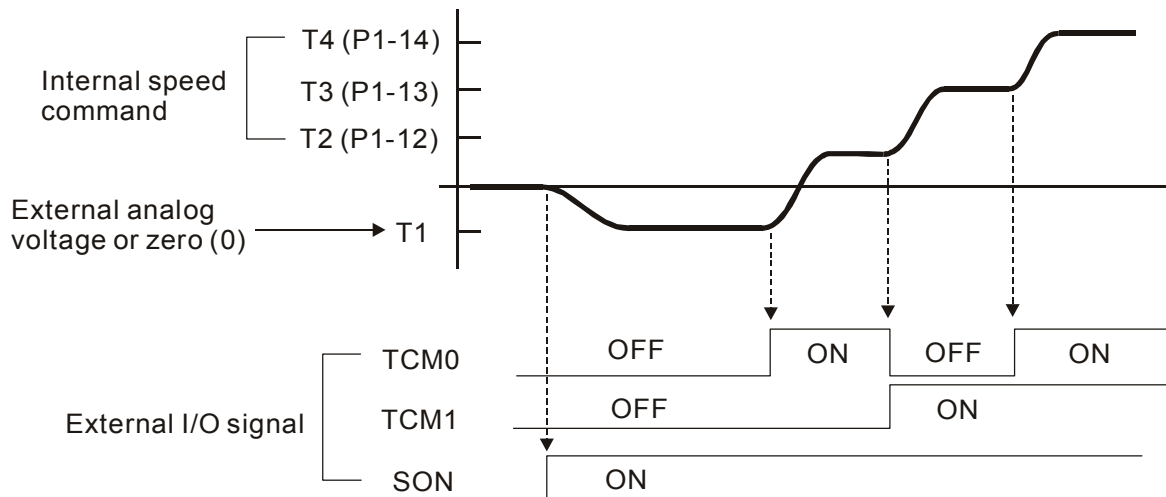 T4 (P1-14)
Internal speed
command
T3 (P1-13)
T2 (P1-12)
External analog
voltage or zero (0)
T1
TCM0
OFF
ON
OFF
ON
External I/O signal
TCM1
OFF
ON
SON
ON